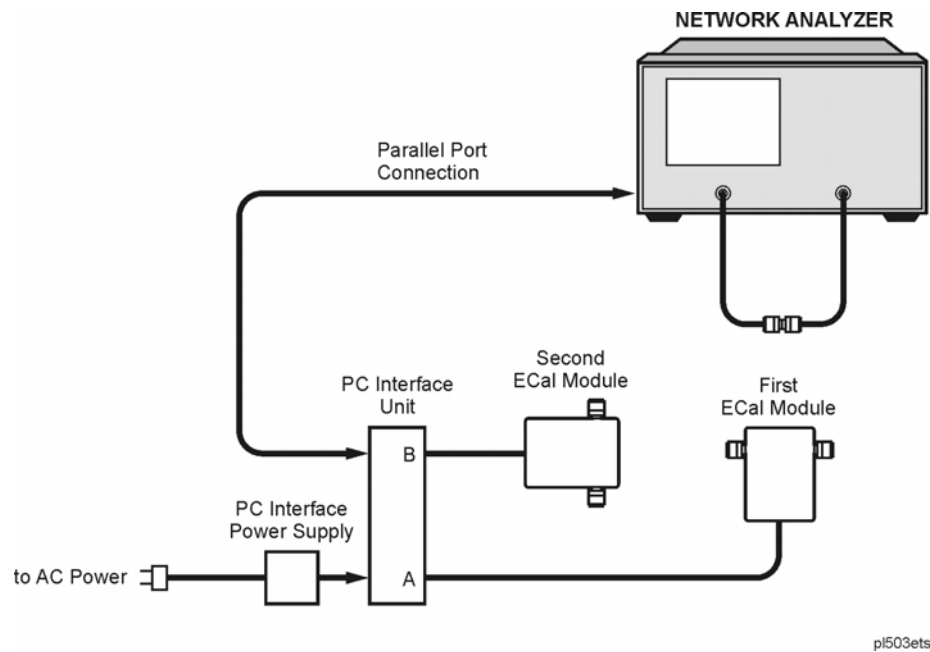 NETWORK ANALYZER
Parallel Port
Connection
Second
ECal Module
First
ECal Module
PC Interface
Unit
B
PC Interface
Power Supply
to AC Power
A
pl503ets